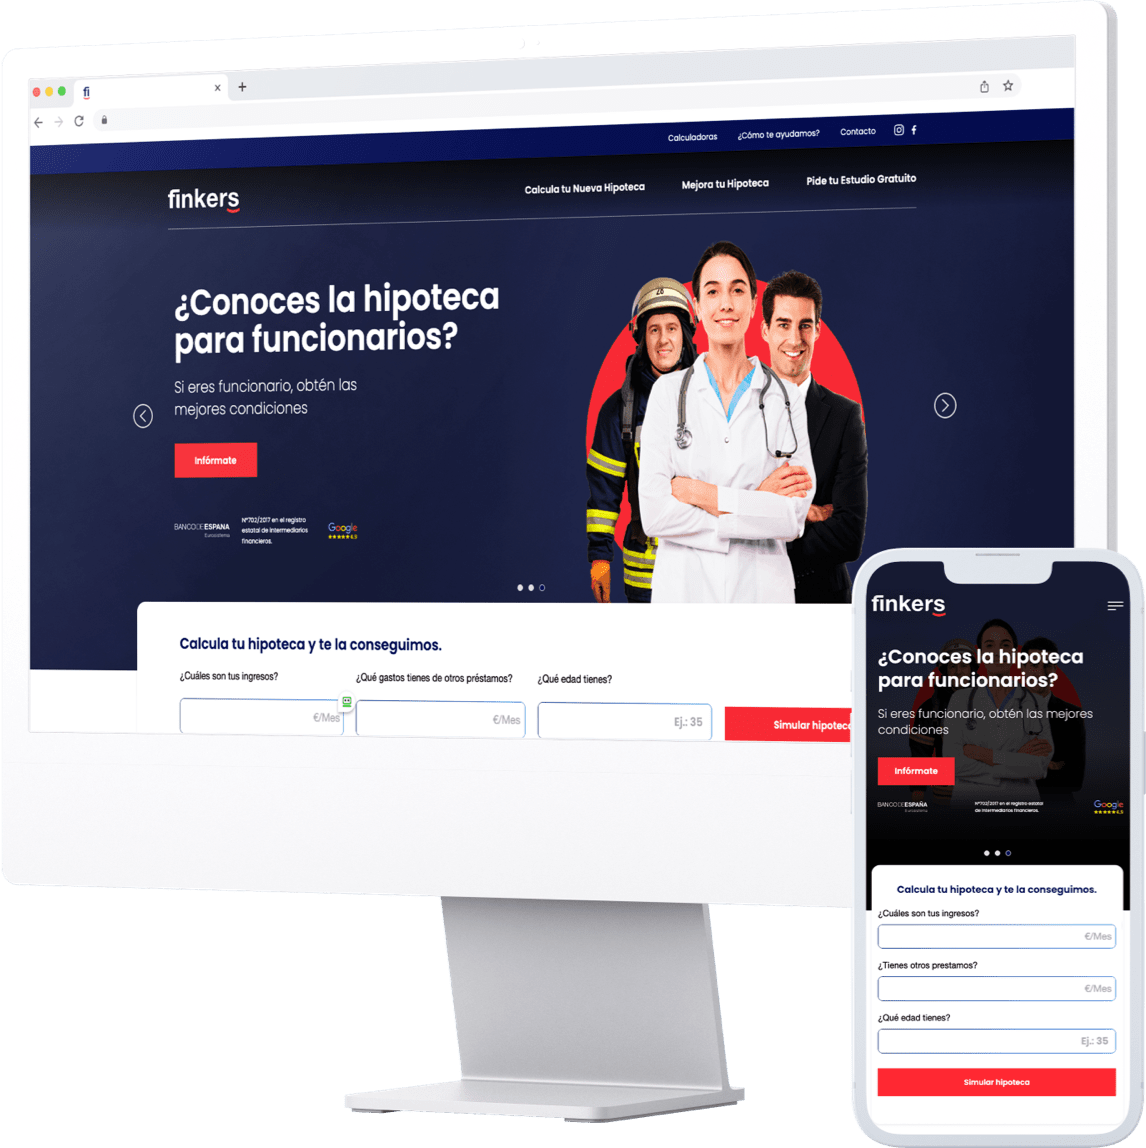 fi
Calculadoras
¿Cómo te ayudamos?
Contacto
finkers
Calcula tu Nueva Hipoteca
Mejora tu Hipoteca
Pide tu Estudio Gratuito
¿Conoces la hipoteca
para funcionarios?
Si eres funcionario, obtén las
mejores condiciones
Infórmate
BANCODEESPAÑA
Eurosistema
Nº702/2017 en el registro
estatal de intermediarios
financieros.
Google
Calcula tu hipoteca y te la conseguimos.
¿Cuáles son tus ingresos?
¿Qué gastos tienes de otros préstamos?
¿Qué edad tienes?
€/Mes
€/Mes
Ej.: 35
Simular hipoteca
finkers
¿Conoces la hipoteca
para funcionarios?
Si eres funcionario, obtén las mejores
condiciones
Infórmate
BANCODEESPAÑA
Eurosistema
Nº702/2017 en el registro estatal
de intermediarios financieros.
Google
Calcula tu hipoteca y te la conseguimos.
¿Cuáles son tus ingresos?
€/Mes
¿Tienes otros prestamos?
€/Mes
¿Qué edad tienes?
Ej.: 35
Simular hipoteca